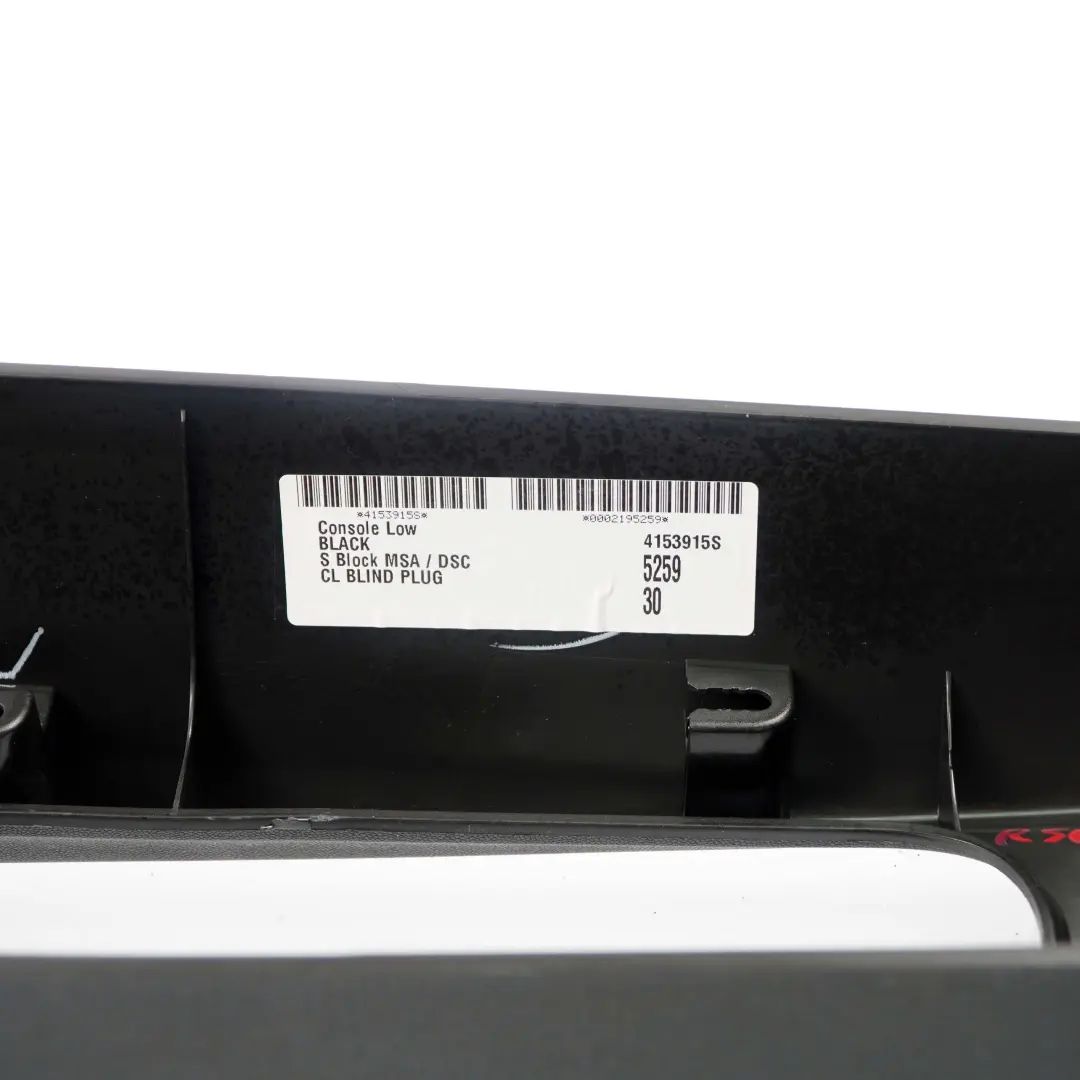 *4153915S* *0002195259*
Console Low
BLACK 4153915S
S Block MSA / DSC 5259
CL BLIND PLUG
30